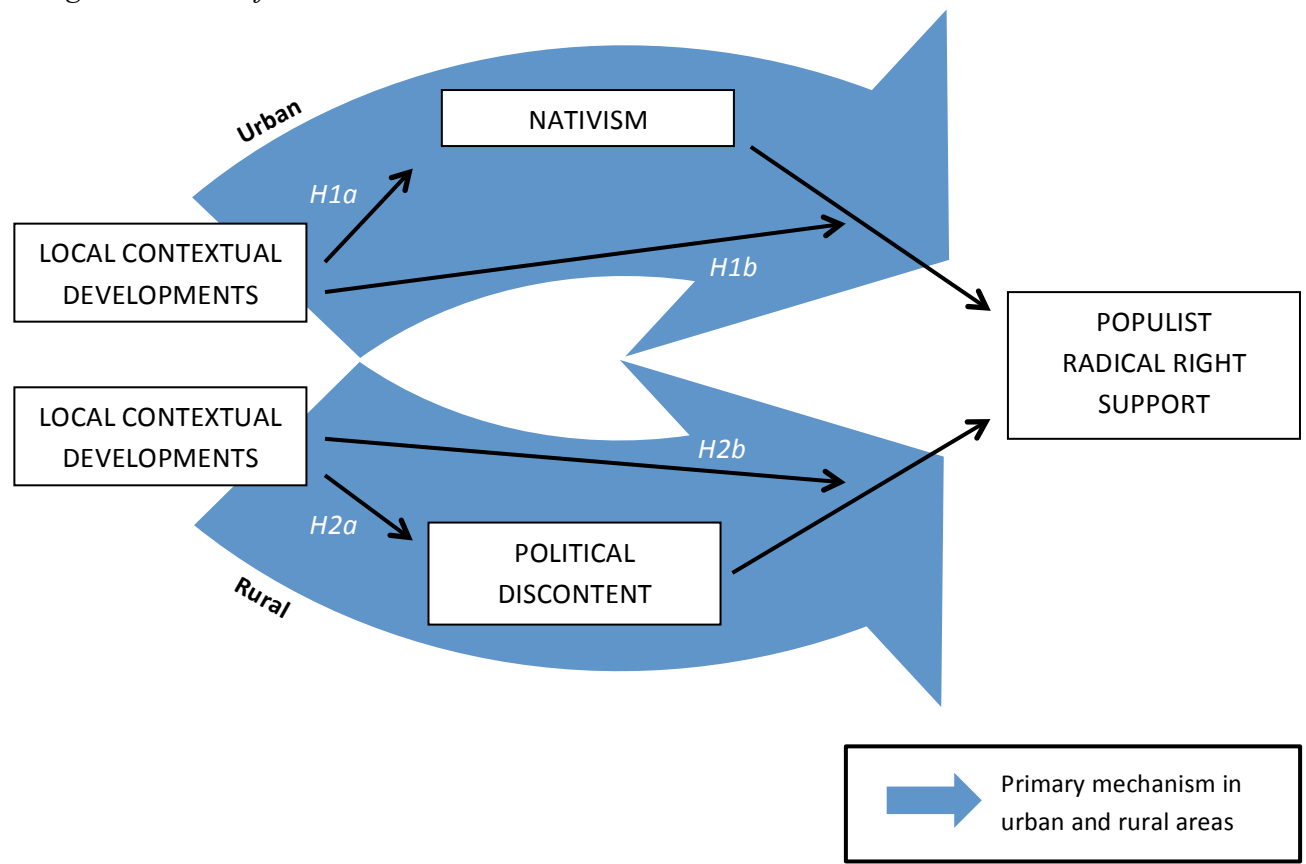 Urban
NATIVISM
H1a
LOCAL CONTEXTUAL
DEVELOPMENTS
H1b
POPULIST
RADICAL RIGHT
SUPPORT
LOCAL CONTEXTUAL
DEVELOPMENTS
H2b
H2a
POLITICAL
DISCONTENT
Rural
Primary mechanism in
urban and rural areas